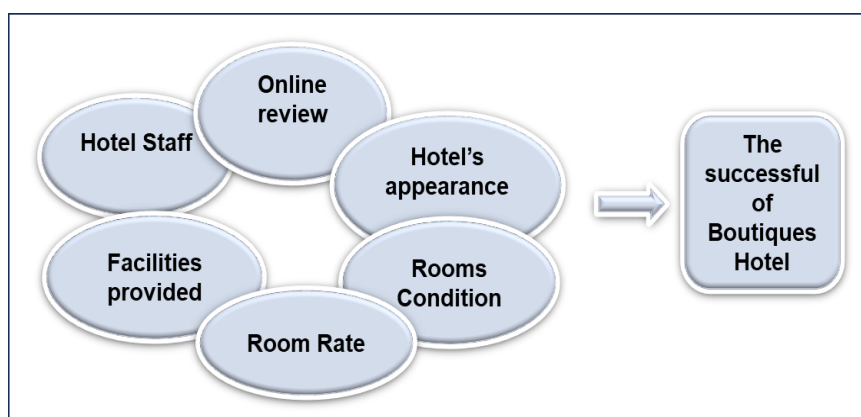 Online
review
Hotel Staff
Hotel's
appearance
Facilities
provided
Rooms
Condition
Room Rate
The
successful
of
Boutiques
Hotel